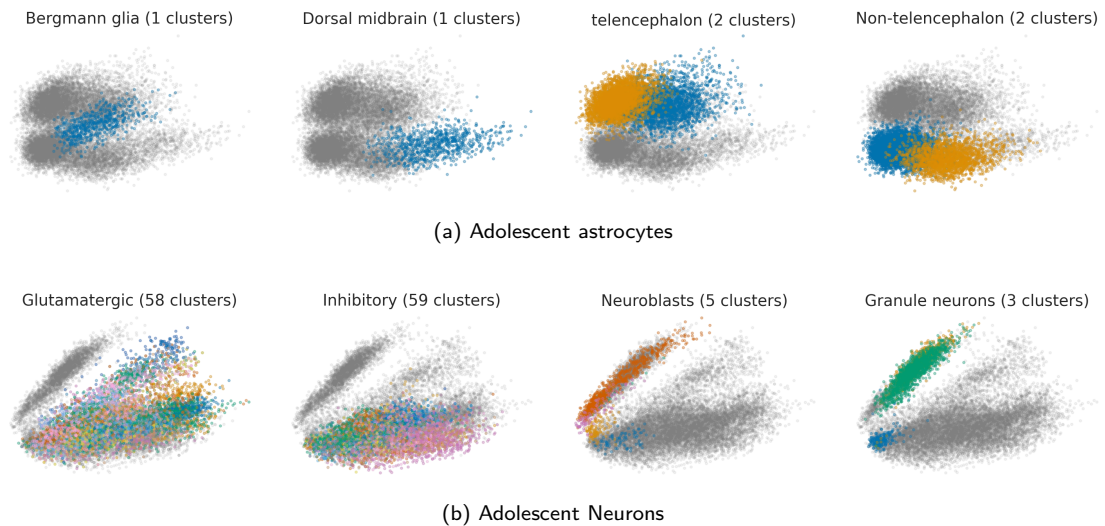 Bergmann glia (1 clusters)
Dorsal midbrain (1 clusters)
telencephalon (2 clusters)
Non-telencephalon (2 clusters)
(a) Adolescent astrocytes
Glutamatergic (58 clusters)
Inhibitory (59 clusters)
Neuroblasts (5 clusters)
Granule neurons (3 clusters)
(b) Adolescent Neurons